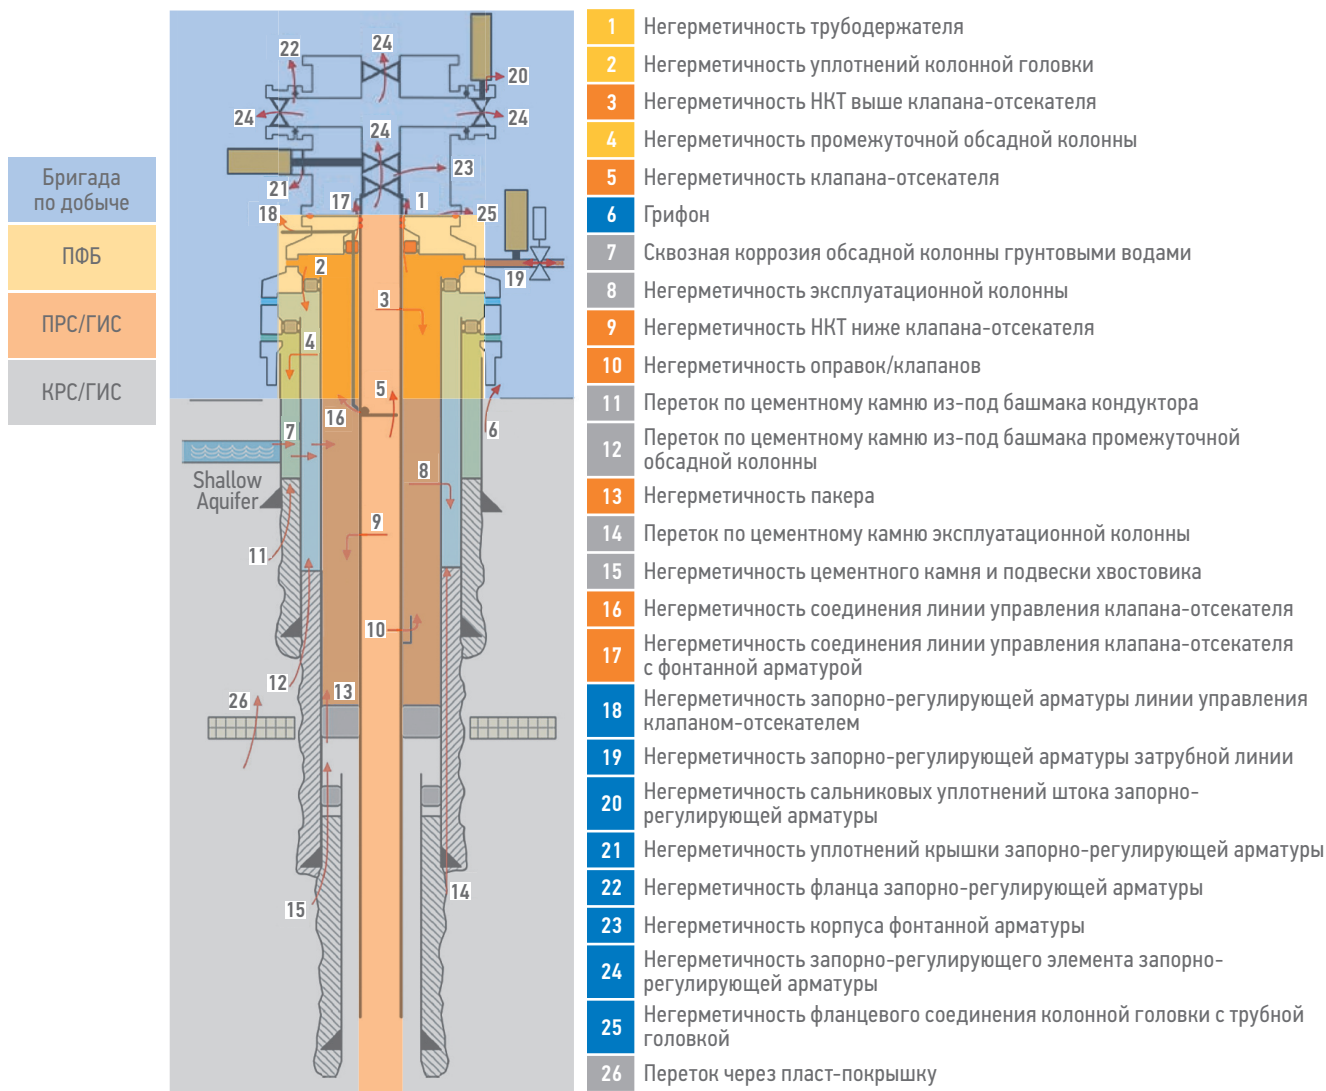 Бригада
по добыче
ПФБ
ПРС/ГИС
КРС/ГИС
24
22
20
24
24
24
23
21
17
1
18
25
2
19
3
4
5
16
7
6
Shallow
Aquifer
8
9
11
10
12
13
26
14
15
1 Негерметичность трубодержателя
2 Негерметичность уплотнений колонной головки
3 Негерметичность НКТ выше клапана-отсекателя
4 Негерметичность промежуточной обсадной колонны
5 Негерметичность клапана-отсекателя
6 Грифон
7 Сквозная коррозия обсадной колонны грунтовыми водами
8 Негерметичность эксплуатационной колонны
9 Негерметичность НКТ ниже клапана-отсекателя
10 Негерметичность оправок/клапанов
11 Переток по цементному камню из-под башмака кондуктора
12 Переток по цементному камню из-под башмака промежуточной
обсадной колонны
13 Негерметичность пакера
14 Переток по цементному камню эксплуатационной колонны
15 Негерметичность цементного камня и подвески хвостовика
16 Негерметичность соединения линии управления клапана-отсекателя
17 Негерметичность соединения линии управления клапана-отсекателя
с фонтанной арматурой
18 Негерметичность запорно-регулирующей арматуры линии управления
клапаном-отсекателем
19 Негерметичность запорно-регулирующей арматуры затрубной линии
20 Негерметичность сальниковых уплотнений штока запорно-
регулирующей арматуры
21 Негерметичность уплотнений крышки запорно-регулирующей арматуры
22 Негерметичность фланца запорно-регулирующей арматуры
23 Негерметичность корпуса фонтанной арматуры
24 Негерметичность запорно-регулирующего элемента запорно-
регулирующей арматуры
25 Негерметичность фланцевого соединения колонной головки с трубной
головкой
26 Переток через пласт-покрышку